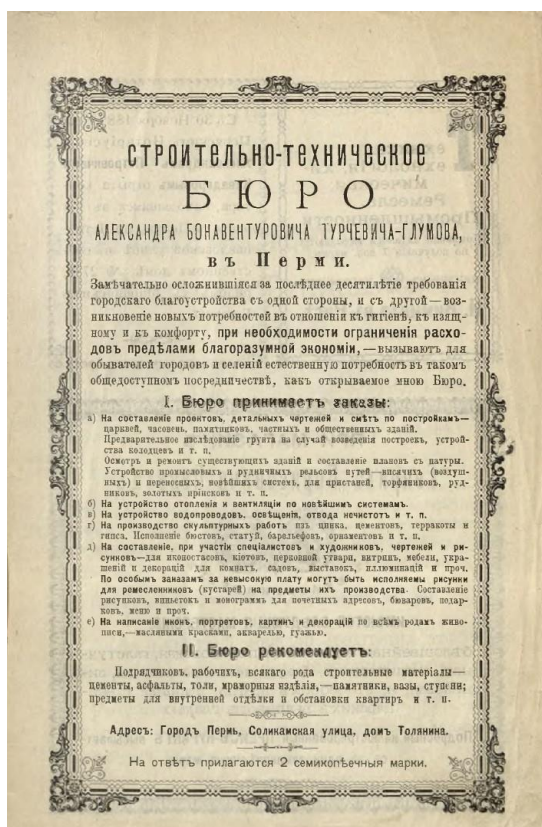 СТРОИТЕЛЬНО-ТЕХНИЧЕСКОЕ
БЮРО
АЛЕКСАНДРА БОНАВЕНТУРОВИЧА ТУРЧЕВИЧА-ГЛУМОВА,
въ Перми.
Замѣчательно осложнившіяся за послѣднее десятилѣтіе требованія
городскаго благоустройства съ одной стороны, и съ другой—воз-
никновеніе новыхъ потребностей въ отношеніи къ гигіенѣ, къ изящ-
ному и къ комфорту, при необходимости ограниченія расхо-
довъ предѣлами благоразумной экономіи,—вызываютъ для
обывателей городовъ и селеній естественную потребность въ такомъ
общедоступномъ посредничествѣ, какъ открываемое мною Бюро.
I. Бюро принимаетъ заказы:
а) На составленіе проектовъ, детальныхъ чертежей и смѣтъ по постройкамъ—
церквей, часовенъ, памятниковъ, частныхъ и общественныхъ зданій.
Предварительное изслѣдованіе грунта на случай возведенія построекъ, устрой-
ства колодцевъ и т. п.
Осмотръ и ремонтъ существующихъ зданій и составленіе плановъ съ натуры.
Устройство промысловыхъ и рудничныхъ рельсовъ путей—висячихъ (воздуш-
ныхъ) и переносныхъ, новѣйшихъ системъ, для пристаней, торфяниковъ, руд-
никовъ, золотыхъ пріисковъ и т. п.
б) На устройство отопленія и вентиляціи по новѣйшимъ системамъ.
в) На устройство водопроводовъ, освѣщенія, отвода нечистотъ и т. п.
г) На производство скульптурныхъ работъ изъ цинка, цементовъ, терракоты и
гипса. Исполненіе бюстовъ, статуй, барельефовъ, орнаментовъ и т. п.
д) На составленіе, при участіи спеціалистовъ и художниковъ, чертежей и ри-
сунковъ—для иконостасовъ, кіотовъ, церковной утвари, витринъ, мебели, укра-
шеній и декорацій для комнатъ, садовъ, выставокъ, иллюминацій и проч.
По особымъ заказамъ за невысокую плату могутъ быть исполняемы рисунки
для ремесленниковъ (кустарей) на предметы ихъ производства. Составленіе
рисунковъ, виньетокъ и монограммъ для почетныхъ адресовъ, бюваровъ, подар-
ковъ, меню и проч.
е) На написаніе иконъ, портретовъ, картинъ и декорацій по всѣмъ родамъ живо-
писи,—масляными красками, акварелью, гуашью.
II. Бюро рекомендуетъ:
Подрядчиковъ, рабочихъ, всякаго рода строительные матеріалы—
цементы, асфальты, толи, мраморныя издѣлія,—памятники, вазы, ступени;
предметы для внутренней отдѣлки и обстановки квартиръ и т. п.
Адресъ: Городъ Пермь, Соликамская улица, домъ Толянина.
На отвѣтъ прилагаются 2 семикопѣечныя марки.